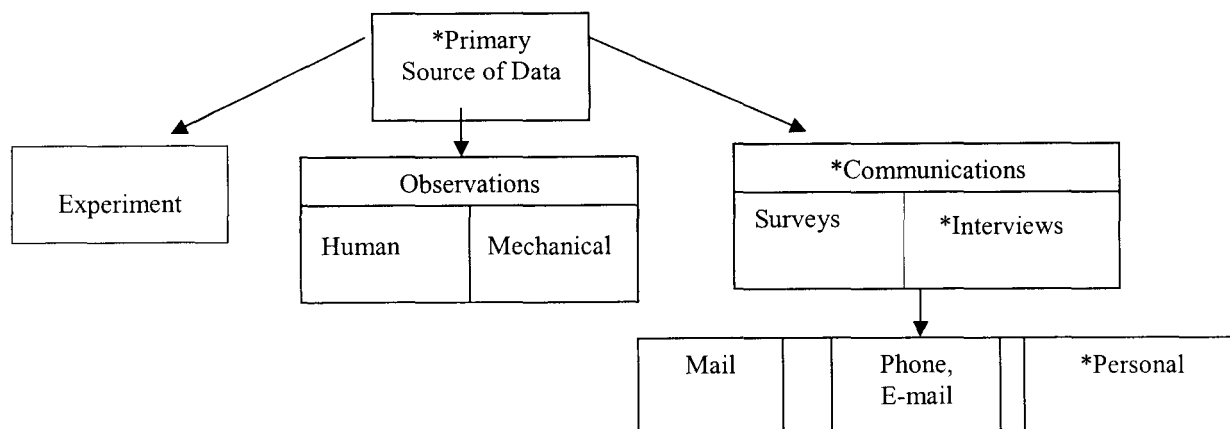 *Primary
Source of Data
Experiment
Observations
Human
Mechanical
*Communications
Surveys
*Interviews
Mail
Phone,
E-mail
*Personal